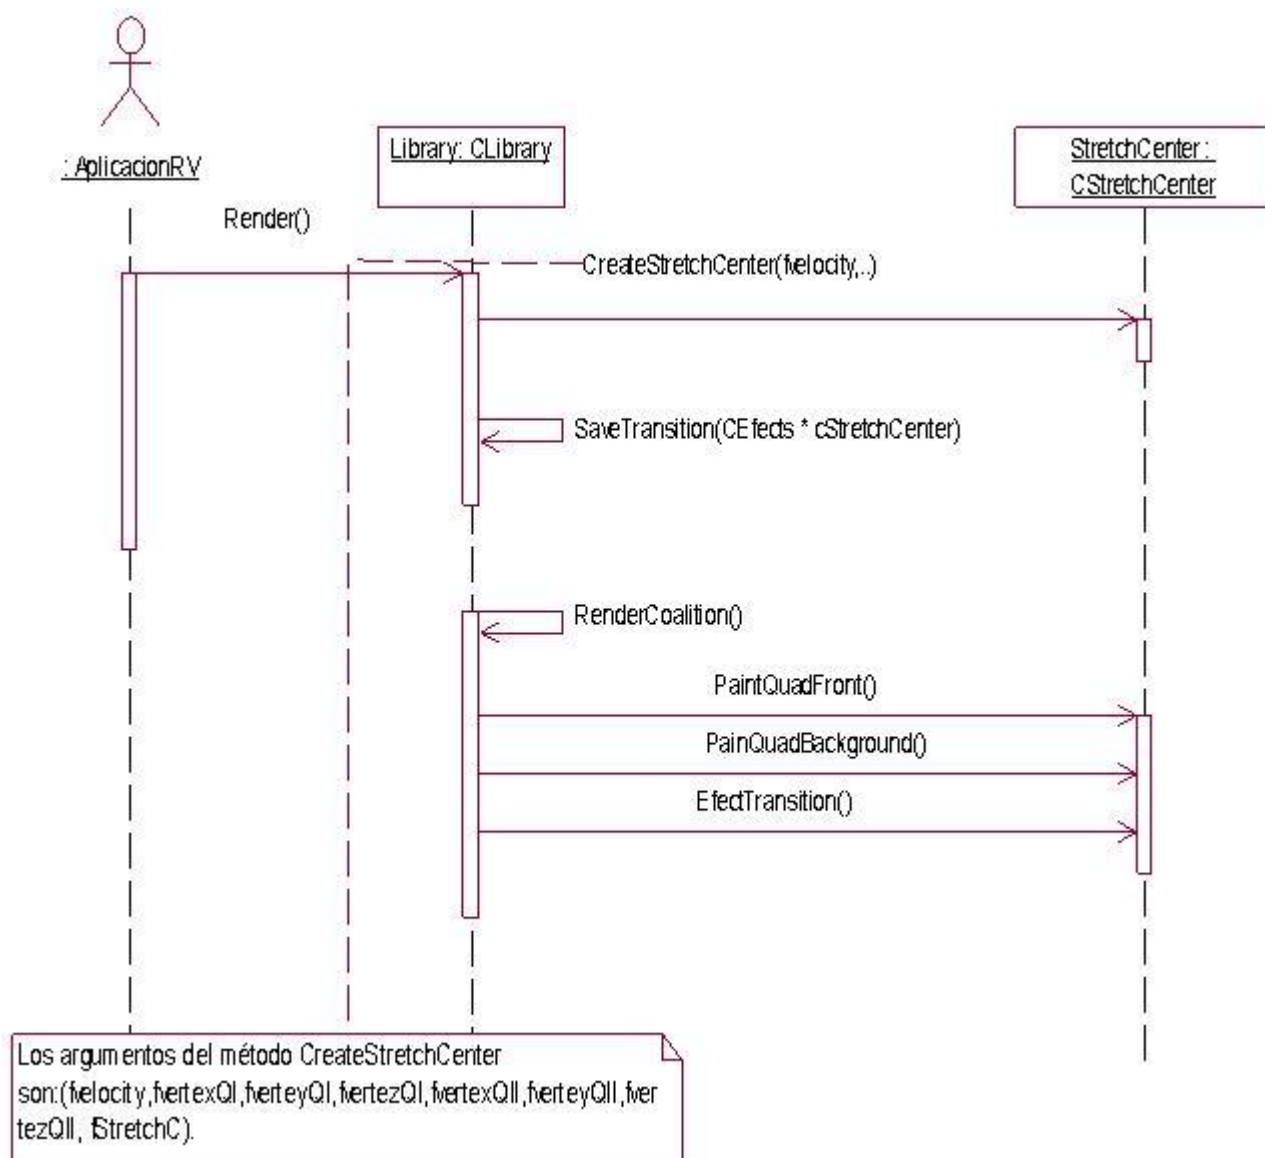 : AplicacionRV
Library: CLibrary
StretchCenter :
CStretchCenter
Render()
CreateStretchCenter(fvelocity,..)
SaveTransition(CEfects * cStretchCenter)
RenderCoalition()
PaintQuadFront()
PainQuadBackground()
EfectTransition()
Los argumentos del método CreateStretchCenter
son:(fvelocity,fvertexQI,fverteyQI,fvertezQI,fvertexQII,fverteyQII,fver
tezQII, fStretchC).